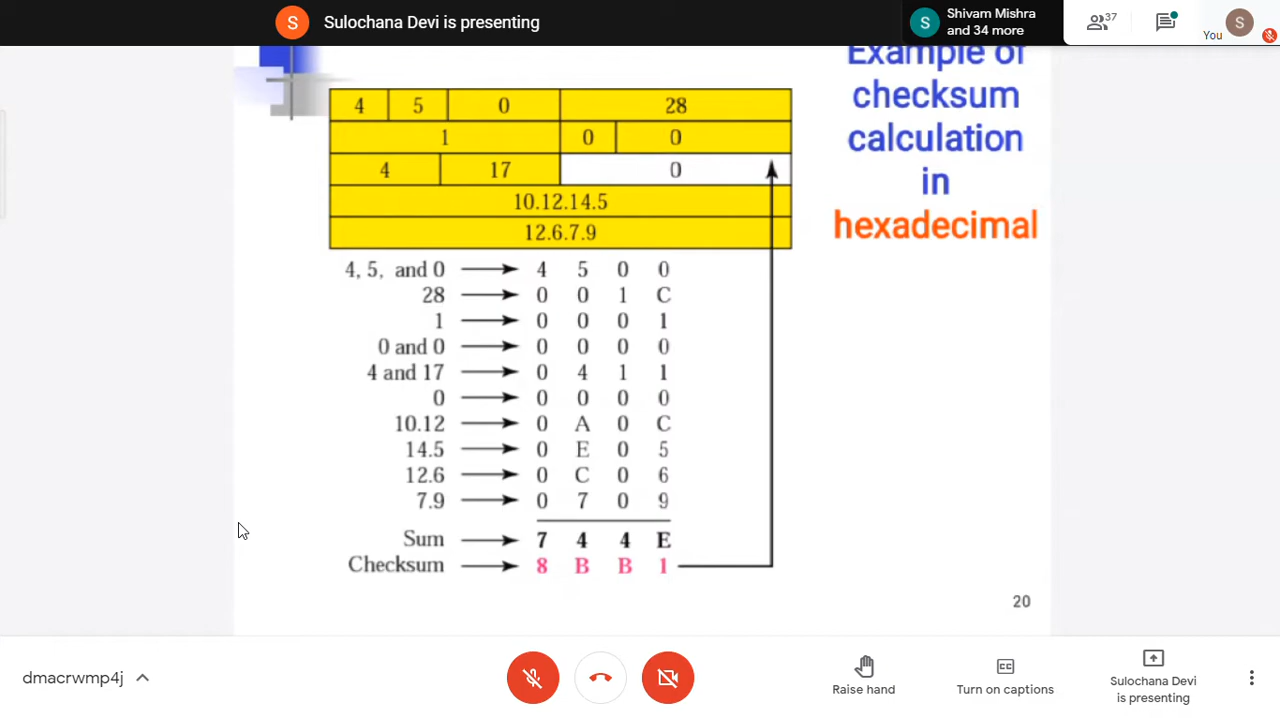 S Sulochana Devi is presenting
S Shivam Mishra
and 34 more
37
You S
Example of
checksum
calculation
in
hexadecimal
4 5 0 28
1 0 0
4 17 0
10.12.14.5
12.6.7.9
4, 5, and 0 4 5 0 0
28 0 0 1 C
1 0 0 0 1
0 and 0 0 0 0 0
4 and 17 0 4 1 1
0 0 0 0 0
10.12 0 A 0 C
14.5 0 E 0 5
12.6 0 C 0 6
7.9 0 7 0 9
Sum 7 4 4 E
Checksum 8 B B 1
20
dmacrwmp4j
Raise hand
Turn on captions
Sulochana Devi
is presenting